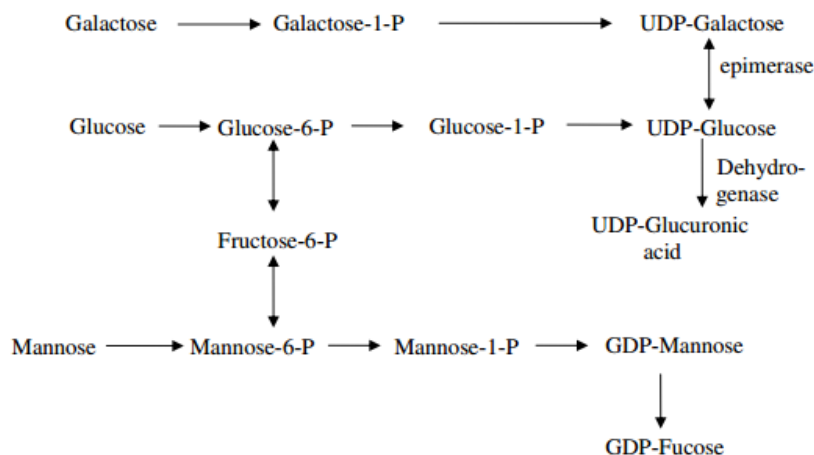 Galactose Galactose-1-P UDP-Galactose
epimerase
Glucose Glucose-6-P Glucose-1-P UDP-Glucose
Dehydro-
genase
UDP-Glucuronic
acid
Fructose-6-P
Mannose Mannose-6-P Mannose-1-P GDP-Mannose
GDP-Fucose